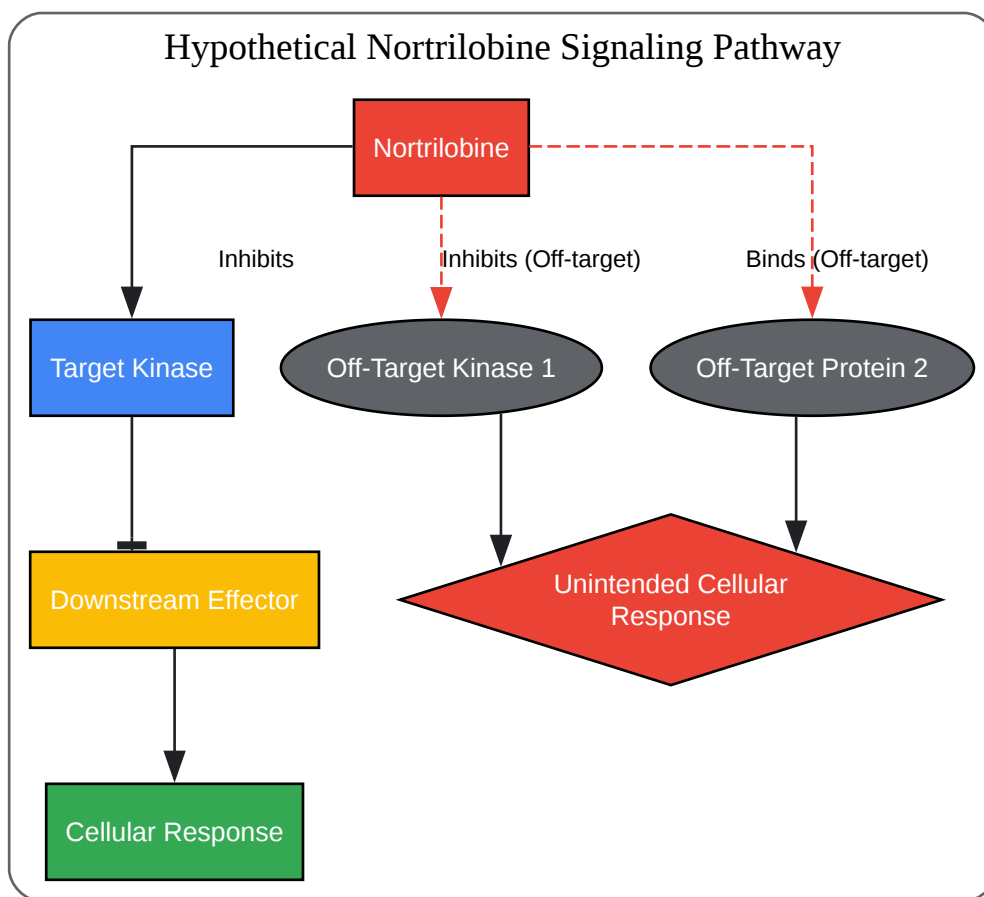 Hypothetical Nortrilobine Signaling Pathway
Nortrilobine
Inhibits
Inhibits (Off-target)
Binds (Off-target)
Target Kinase
Off-Target Kinase 1
Off-Target Protein 2
Downstream Effector
Unintended Cellular
Response
Cellular Response